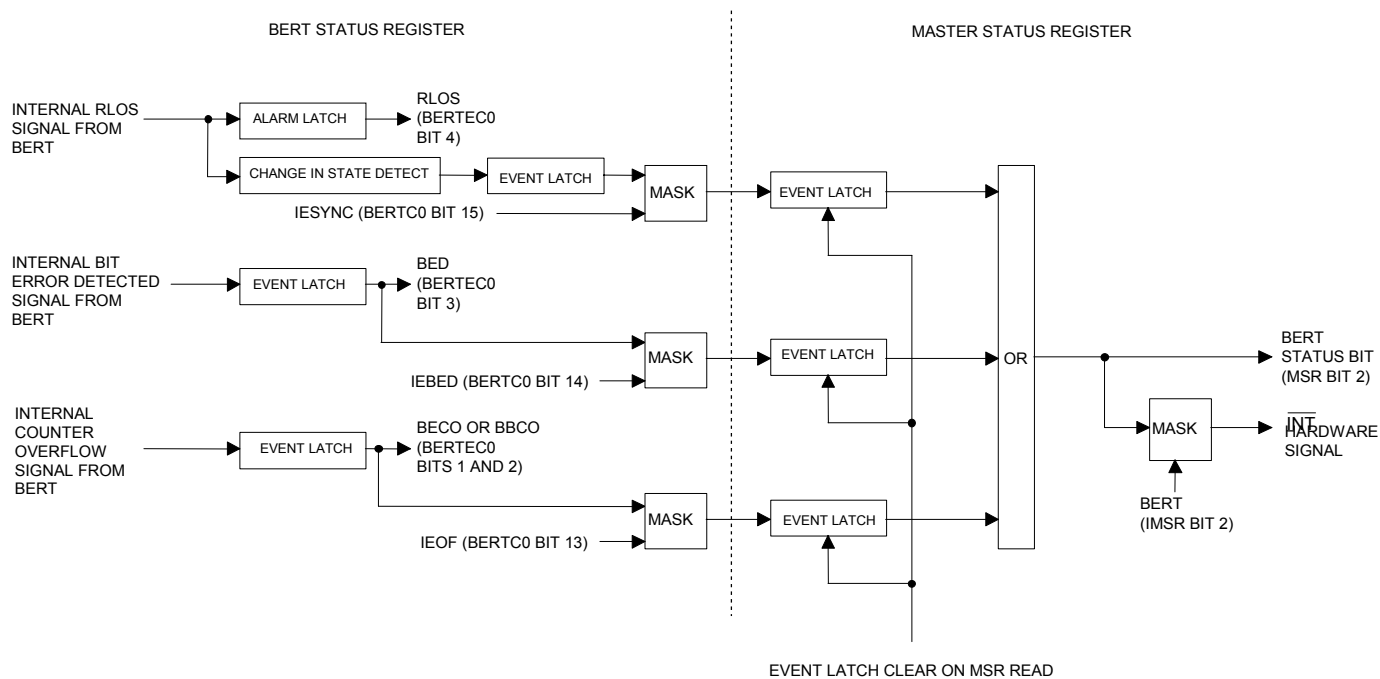 BERT STATUS REGISTER
MASTER STATUS REGISTER
INTERNAL RLOS
SIGNAL FROM
BERT
ALARM LATCH
RLOS
(BERTEC0
BIT 4)
CHANGE IN STATE DETECT
EVENT LATCH
MASK
EVENT LATCH
IESYNC (BERTC0 BIT 15)
INTERNAL BIT
ERROR DETECTED
SIGNAL FROM
BERT
EVENT LATCH
BED
(BERTEC0
BIT 3)
MASK
EVENT LATCH
OR
BERT
STATUS BIT
(MSR BIT 2)
IEBED (BERTC0 BIT 14)
INTERNAL
COUNTER
OVERFLOW
SIGNAL FROM
BERT
EVENT LATCH
BECO OR BBCO
(BERTEC0
BITS 1 AND 2)
MASK
INT
HARDWARE
SIGNAL
BERT
(IMSR BIT 2)
MASK
EVENT LATCH
IEOF (BERTC0 BIT 13)
EVENT LATCH CLEAR ON MSR READ